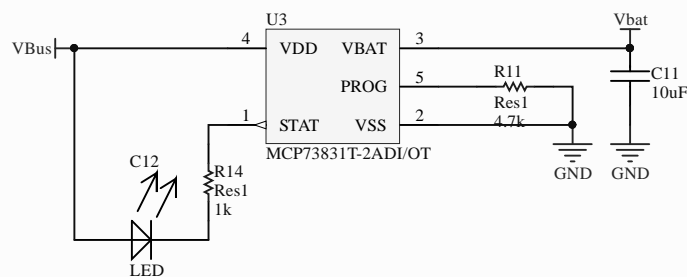 U3
Vbat
VBus
4
VDD
VBAT
3
PROG
5
R11
Res1
4.7k
C11
10uF
1
STAT
VSS
2
MCP73831T-2ADI/OT
GND
GND
C12
R14
Res1
1k
LED